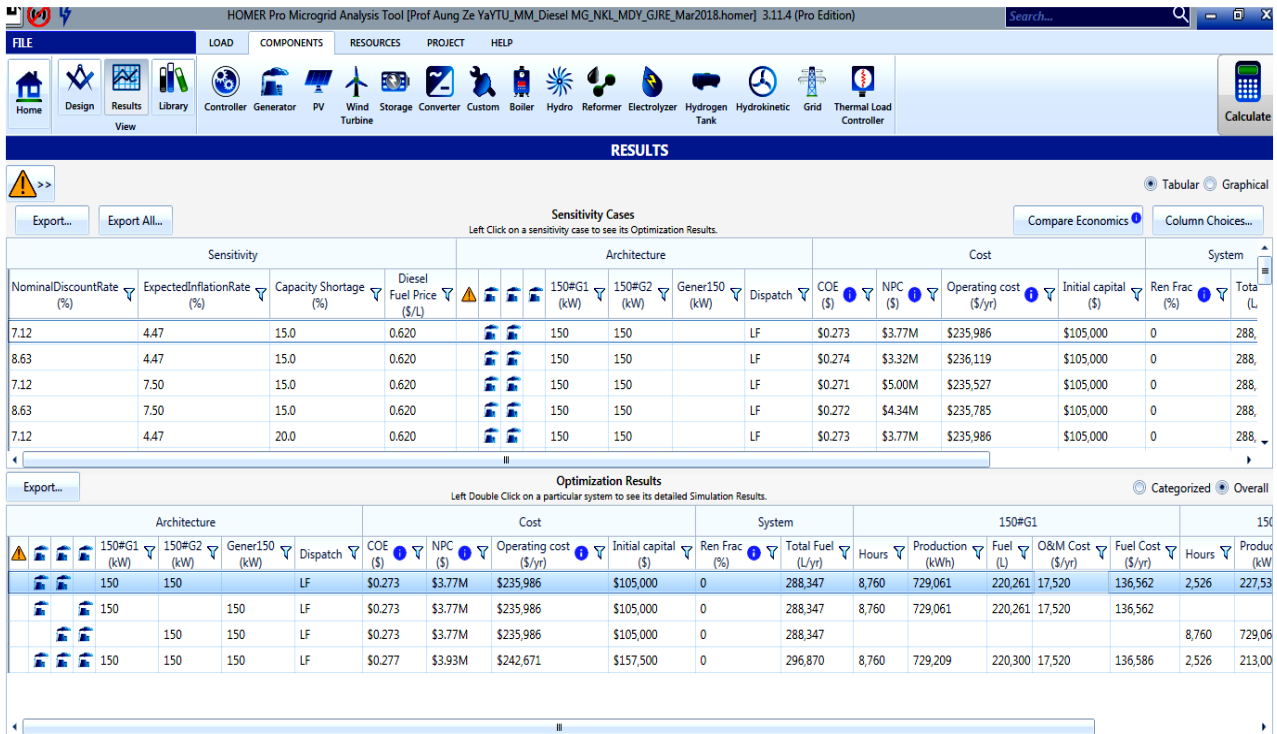 HOMER Pro Microgrid Analysis Tool [Prof Aung Ze YaYTU_MM_Diesel MG_NKL_MDY_GJRE_Mar2018.homer] 3.11.4 (Pro Edition) Search...
FILE LOAD COMPONENTS RESOURCES PROJECT HELP
Home Design Results Library Controller Generator PV Wind Turbine Storage Converter Custom Boiler Hydro Reformer Electrolyzer Hydrogen Tank Hydrokinetic Grid Thermal Load Controller Calculate
View
RESULTS
>> Tabular Graphical
Export... Export All... Sensitivity Cases Compare Economics Column Choices...
Left Click on a sensitivity case to see its Optimization Results.
Sensitivity Architecture Cost System
NominalDiscountRate (%) ExpectedInflationRate (%) Capacity Shortage (%) Diesel Fuel Price ($/L) 150#G1 (kW) 150#G2 (kW) Gener150 (kW) Dispatch COE ($) NPC ($) Operating cost ($/yr) Initial capital ($) Ren Frac (%) Tota (L
7.12 4.47 15.0 0.620 150 150 LF $0.273 $3.77M $235,986 $105,000 0 288,
8.63 4.47 15.0 0.620 150 150 LF $0.274 $3.32M $236,119 $105,000 0 288,
7.12 7.50 15.0 0.620 150 150 LF $0.271 $5.00M $235,527 $105,000 0 288,
8.63 7.50 15.0 0.620 150 150 LF $0.272 $4.34M $235,785 $105,000 0 288,
7.12 4.47 20.0 0.620 150 150 LF $0.273 $3.77M $235,986 $105,000 0 288,
Export... Optimization Results Categorized Overall
Left Double Click on a particular system to see its detailed Simulation Results.
Architecture Cost System 150#G1 150
150#G1 (kW) 150#G2 (kW) Gener150 (kW) Dispatch COE ($) NPC ($) Operating cost ($/yr) Initial capital ($) Ren Frac (%) Total Fuel (L/yr) Hours Production (kWh) Fuel (L) O&M Cost ($/yr) Fuel Cost ($/yr) Hours Produc (kW
150 150 LF $0.273 $3.77M $235,986 $105,000 0 288,347 8,760 729,061 220,261 17,520 136,562 2,526 227,53
150 150 LF $0.273 $3.77M $235,986 $105,000 0 288,347 8,760 729,061 220,261 17,520 136,562
150 150 LF $0.273 $3.77M $235,986 $105,000 0 288,347 8,760 729,06
150 150 150 LF $0.277 $3.93M $242,671 $157,500 0 296,870 8,760 729,209 220,300 17,520 136,586 2,526 213,00